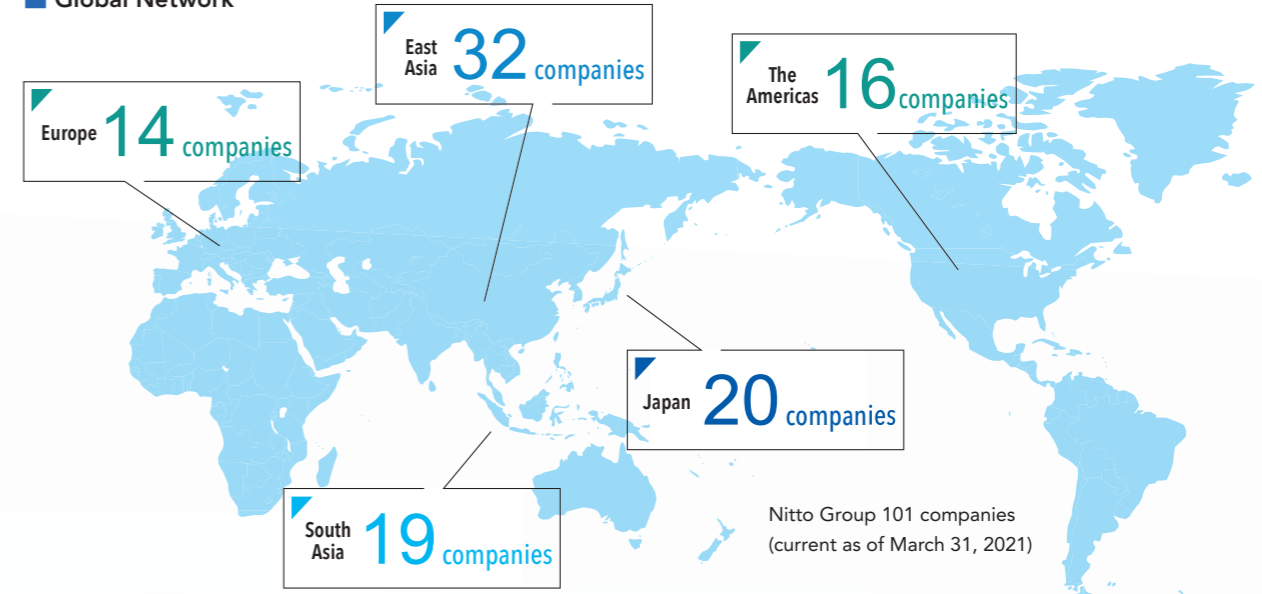 Global Network
East
Asia
32 companies
The
Americas
16 companies
Europe 14 companies
Japan 20 companies
South
Asia
19 companies
Nitto Group 101 companies
(current as of March 31, 2021)